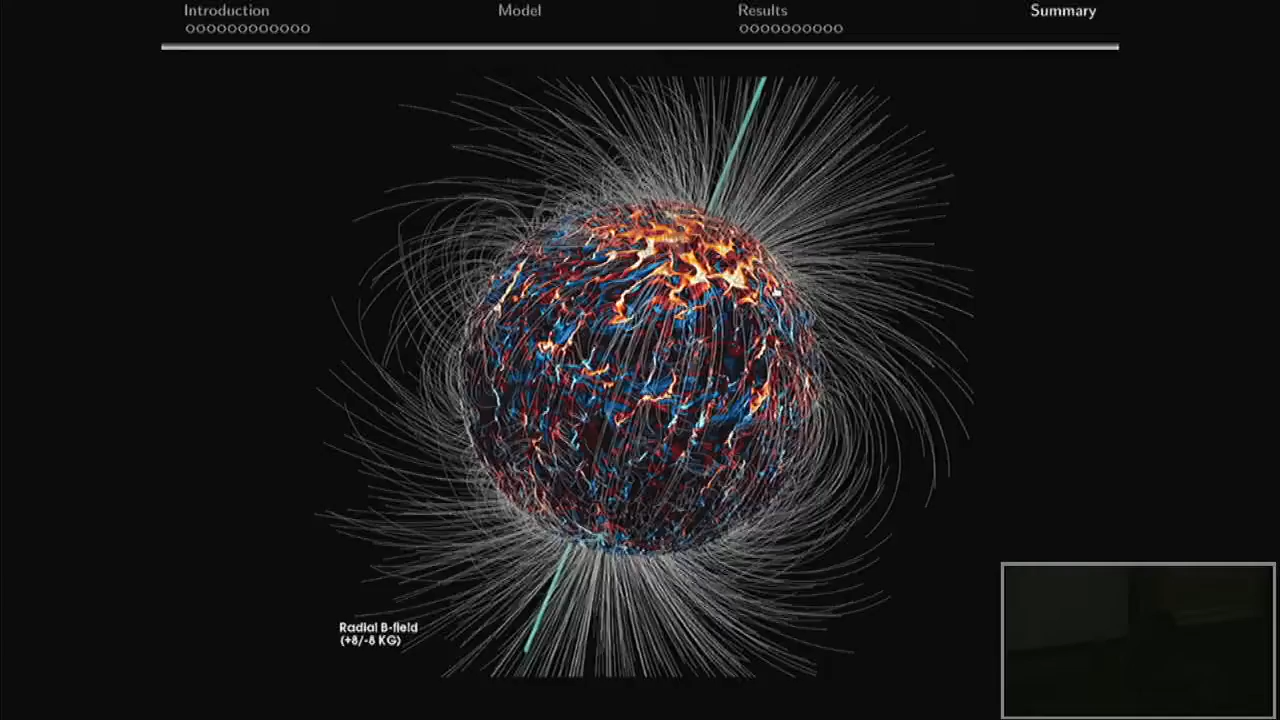 Introduction Model Results Summary
Radial B-field
(+8/-8 KG)